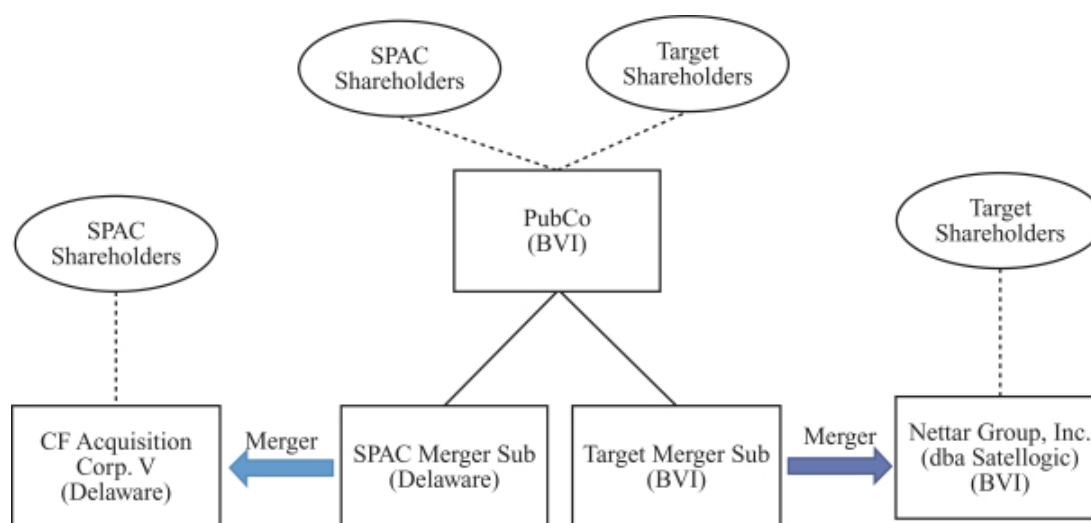 SPAC
Shareholders
Target
Shareholders
PubCo
(BVI)
SPAC
Shareholders
Target
Shareholders
CF Acquisition
Corp. V
(Delaware)
Merger
SPAC Merger Sub
(Delaware)
Target Merger Sub
(BVI)
Merger
Nettar Group, Inc.
(dba Satellogic)
(BVI)